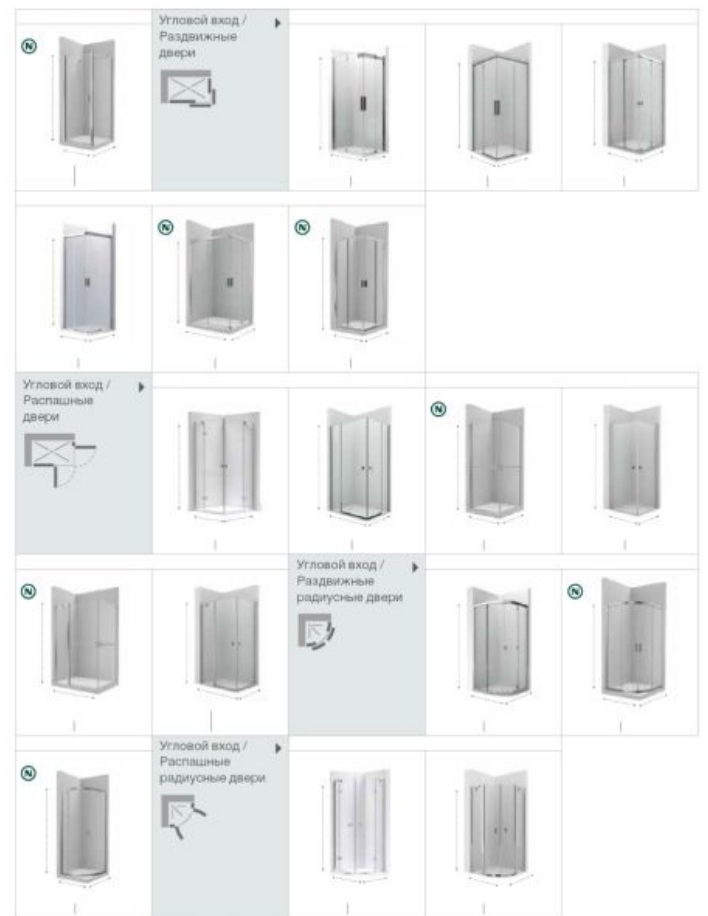 N
Угловой вход /
Раздвижные
двери
N
N
Угловой вход /
Распашные
двери
N
N
Угловой вход /
Раздвижные
радиусные двери
N
N
Угловой вход /
Распашные
радиусные двери